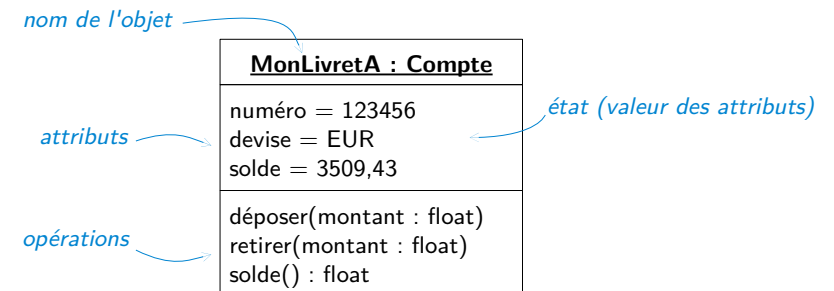 nom de l'objet
MonLivretA : Compte
numéro = 123456
devise = EUR
solde = 3509,43
état (valeur des attributs)
attributs
déposer(montant : float)
retirer(montant : float)
solde() : float
opérations